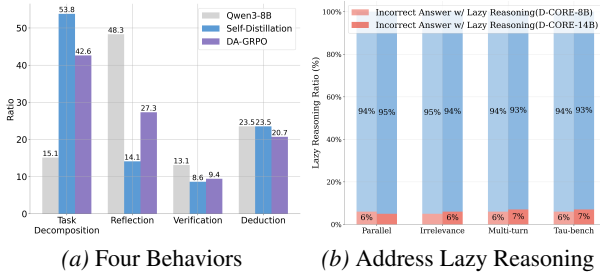 Qwen3-8B
Self-Distillation
DA-GRPO
Ratio
50
40
30
20
10
0
15.1
53.8
42.6
48.3
14.1
27.3
13.1
8.6
9.4
23.5
23.5
20.7
Task
Decomposition
Reflection
Verification
Deduction
(a) Four Behaviors
Incorrect Answer w/ Lazy Reasoning(D-CORE-8B)
Incorrect Answer w/ Lazy Reasoning(D-CORE-14B)
Lazy Reasoning Ratio (%)
100%
80%
60%
40%
20%
0%
94%
95%
95%
94%
94%
93%
94%
93%
6%
6%
6%
7%
6%
7%
Parallel
Irrelevance
Multi-turn
Tau-bench
(b) Address Lazy Reasoning